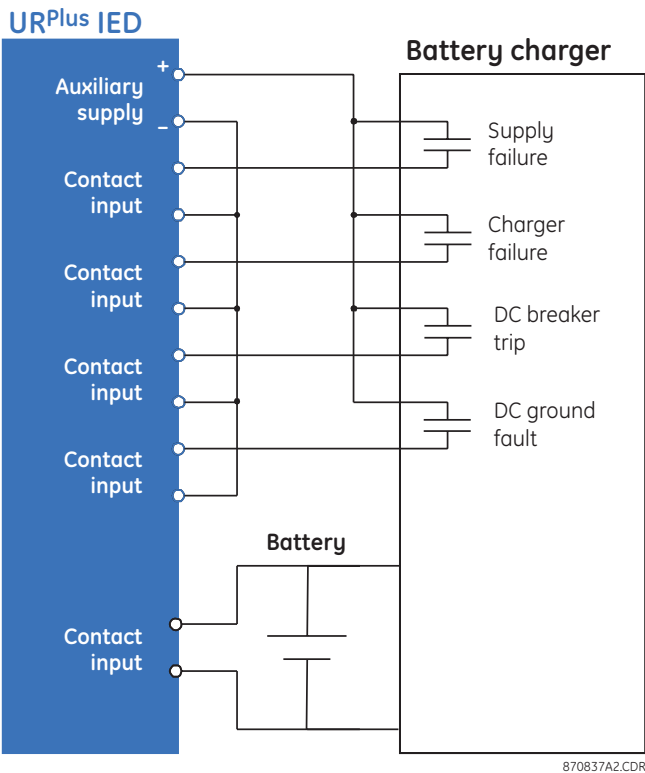 URPlus IED
Battery charger
Auxiliary
supply
+
–
Contact
input
Contact
input
Contact
input
Contact
input
Contact
input
Supply
failure
Charger
failure
DC breaker
trip
DC ground
fault
Battery
870837A2.CDR